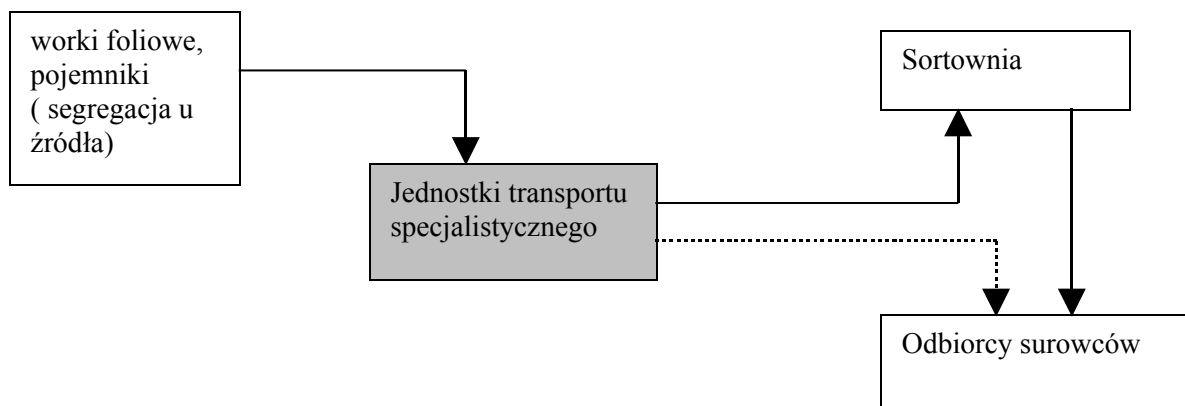 worki foliowe,
pojemniki
( segregacja u
źródła)
Sortownia
Jednostki transportu
specjalistycznego
Odbiorcy surowców